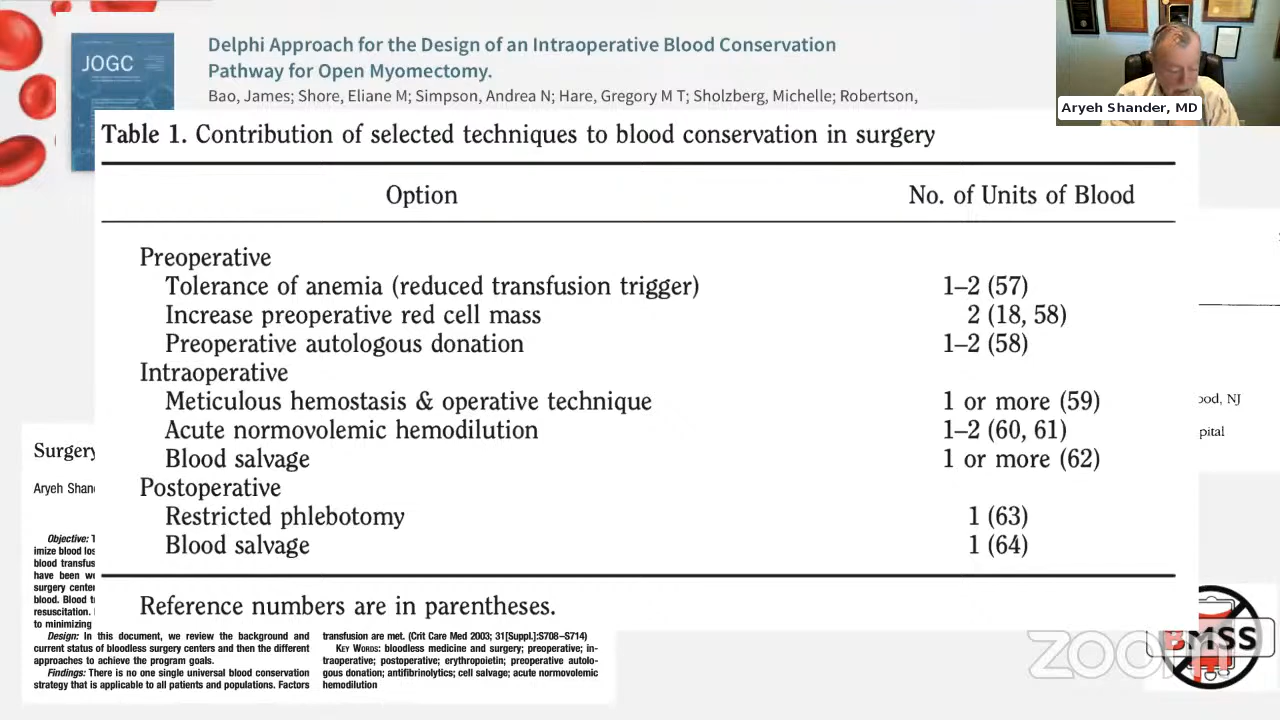 Delphi Approach for the Design of an Intraoperative Blood Conservation
Pathway for Open Myomectomy.
JOGC
Bao, James; Shore, Eliane M; Simpson, Andrea N; Hare, Gregory M T; Sholzberg, Michelle; Robertson,
Aryeh Shander, MD
Table 1. Contribution of selected techniques to blood conservation in surgery
Option No. of Units of Blood
Preoperative
Tolerance of anemia (reduced transfusion trigger) 1–2 (57)
Increase preoperative red cell mass 2 (18, 58)
Preoperative autologous donation 1–2 (58)
Intraoperative
Meticulous hemostasis & operative technique 1 or more (59)
Acute normovolemic hemodilution 1–2 (60, 61)
Blood salvage 1 or more (62)
Postoperative
Restricted phlebotomy 1 (63)
Blood salvage 1 (64)
Reference numbers are in parentheses.
ood, NJ
pital
Surgery
Aryeh Shan
Objective: T
imize blood los
blood transfus
have been w
surgery center
blood. Blood t
resuscitation.
to minimizing
Design: In this document, we review the background and
current status of bloodless surgery centers and then the different
approaches to achieve the program goals.
Findings: There is no one single universal blood conservation
strategy that is applicable to all patients and populations. Factors
transfusion are met. (Crit Care Med 2003; 31[Suppl.]:S708–S714)
KEY WORDS: bloodless medicine and surgery; preoperative; in-
traoperative; postoperative; erythropoietin; preoperative autolo-
gous donation; antifibrinolytics; cell salvage; acute normovolemic
hemodilution
zoom
BMSS